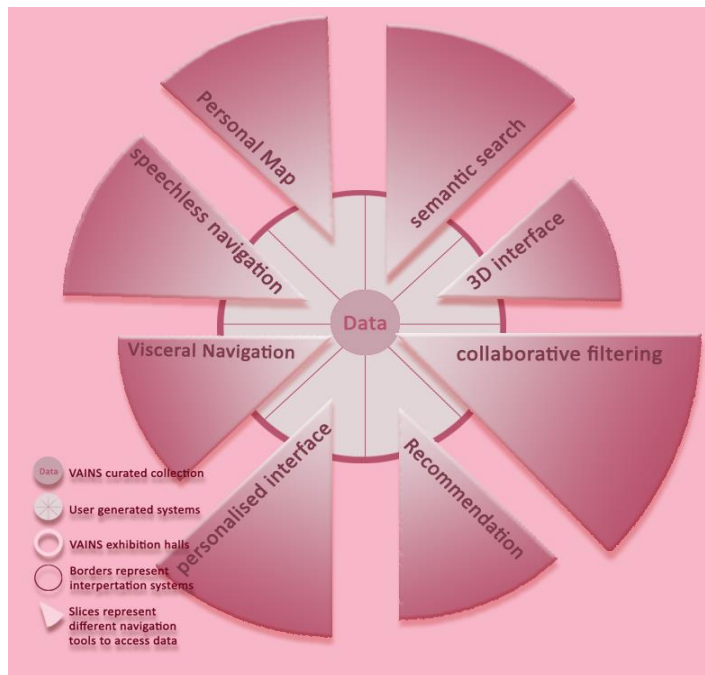 Personal Map
semantic search
speechless navigation
3D interface
Data
Visceral Navigation
collaborative filtering
personalised interface
Recommendation
Data
VAINS curated collection
User generated systems
VAINS exhibition halls
Borders represent
interpertation systems
Slices represent
different navigation
tools to access data